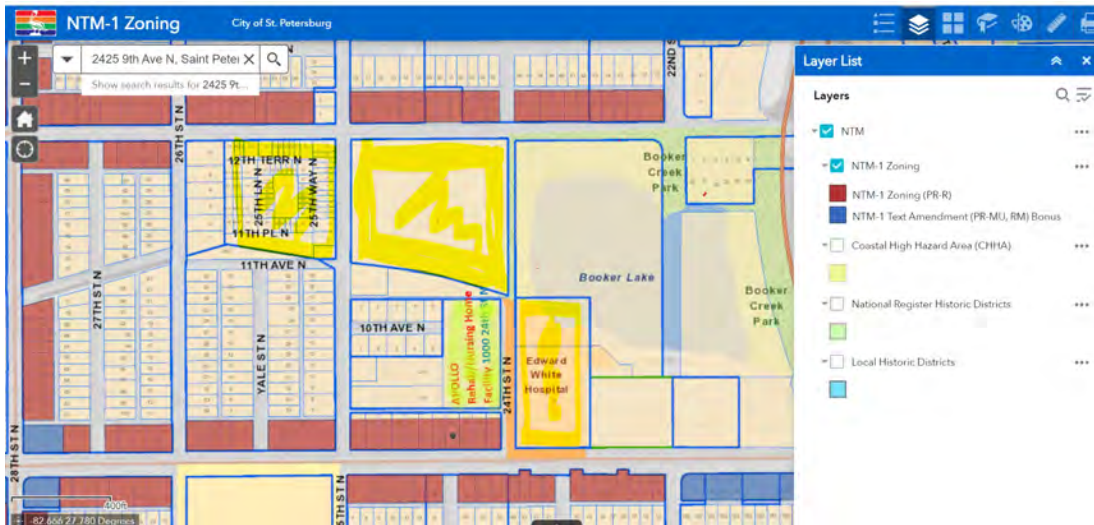 NTM-1 Zoning
City of St. Petersburg
2425 9th Ave N, Saint Peter
Show search results for 2425 9t...
Layer List
Layers
NTM
NTM-1 Zoning
NTM-1 Zoning (PR-R)
NTM-1 Text Amendment (PR-MU, RM) Bonus
Coastal High Hazard Area (CHHA)
National Register Historic Districts
Local Historic Districts
22ND S
26TH ST N
12TH TERR N
25TH LN N
25TH WAY N
11TH PL N
11TH AVE N
27TH ST N
YALE ST N
28TH ST N
10TH AVE N
APOLLO
Rehab/Nursing Home
Facility 1000 24th St N
24TH ST N
Edward
White
Hospital
Booker
Creek
Park
Booker Lake
Booker
Creek
Park
5TH S
400ft
-82.666 27.780 Degrees